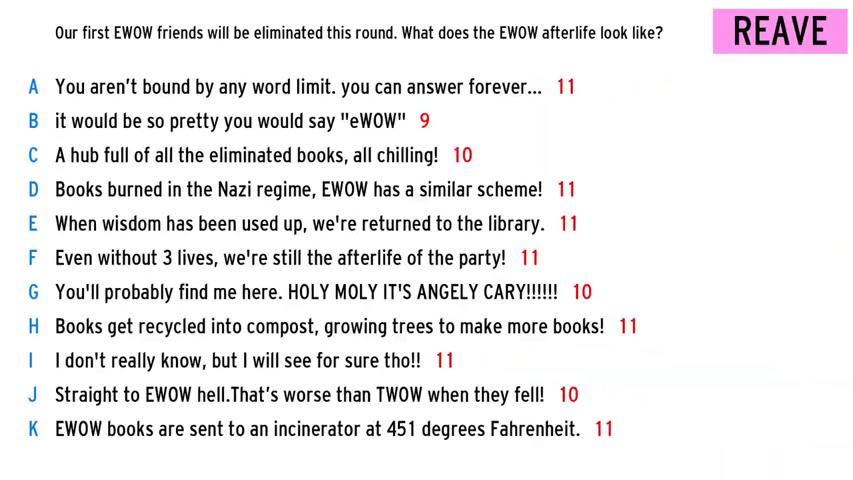 Our first EWOW friends will be eliminated this round. What does the EWOW afterlife look like?
REAVE
A You aren't bound by any word limit. you can answer forever... 11
B it would be so pretty you would say "eWOW" 9
C A hub full of all the eliminated books, all chilling! 10
D Books burned in the Nazi regime, EWOW has a similar scheme! 11
E When wisdom has been used up, we're returned to the library. 11
F Even without 3 lives, we're still the afterlife of the party! 11
G You'll probably find me here. HOLY MOLY IT'S ANGELY CARY!!!!!! 10
H Books get recycled into compost, growing trees to make more books! 11
I I don't really know, but I will see for sure tho!! 11
J Straight to EWOW hell.That's worse than TWOW when they fell! 10
K EWOW books are sent to an incinerator at 451 degrees Fahrenheit. 11